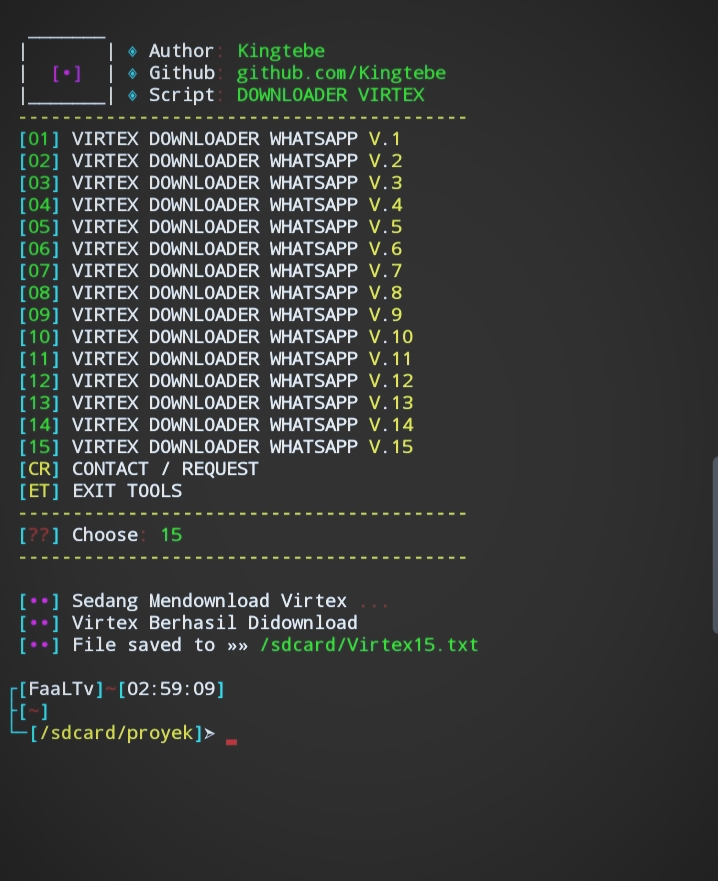 [•]
◈ Author: Kingtebe
◈ Github: github.com/Kingtebe
◈ Script: DOWNLOADER VIRTEX
-----------------------------------------
[01] VIRTEX DOWNLOADER WHATSAPP V.1
[02] VIRTEX DOWNLOADER WHATSAPP V.2
[03] VIRTEX DOWNLOADER WHATSAPP V.3
[04] VIRTEX DOWNLOADER WHATSAPP V.4
[05] VIRTEX DOWNLOADER WHATSAPP V.5
[06] VIRTEX DOWNLOADER WHATSAPP V.6
[07] VIRTEX DOWNLOADER WHATSAPP V.7
[08] VIRTEX DOWNLOADER WHATSAPP V.8
[09] VIRTEX DOWNLOADER WHATSAPP V.9
[10] VIRTEX DOWNLOADER WHATSAPP V.10
[11] VIRTEX DOWNLOADER WHATSAPP V.11
[12] VIRTEX DOWNLOADER WHATSAPP V.12
[13] VIRTEX DOWNLOADER WHATSAPP V.13
[14] VIRTEX DOWNLOADER WHATSAPP V.14
[15] VIRTEX DOWNLOADER WHATSAPP V.15
[CR] CONTACT / REQUEST
[ET] EXIT TOOLS
-----------------------------------------
[??] Choose: 15
-----------------------------------------
[••] Sedang Mendownload Virtex ...
[••] Virtex Berhasil Didownload
[••] File saved to »» /sdcard/Virtex15.txt
┌[FaaLTv]~[02:59:09]
├[~]
└─[/sdcard/proyek]➤